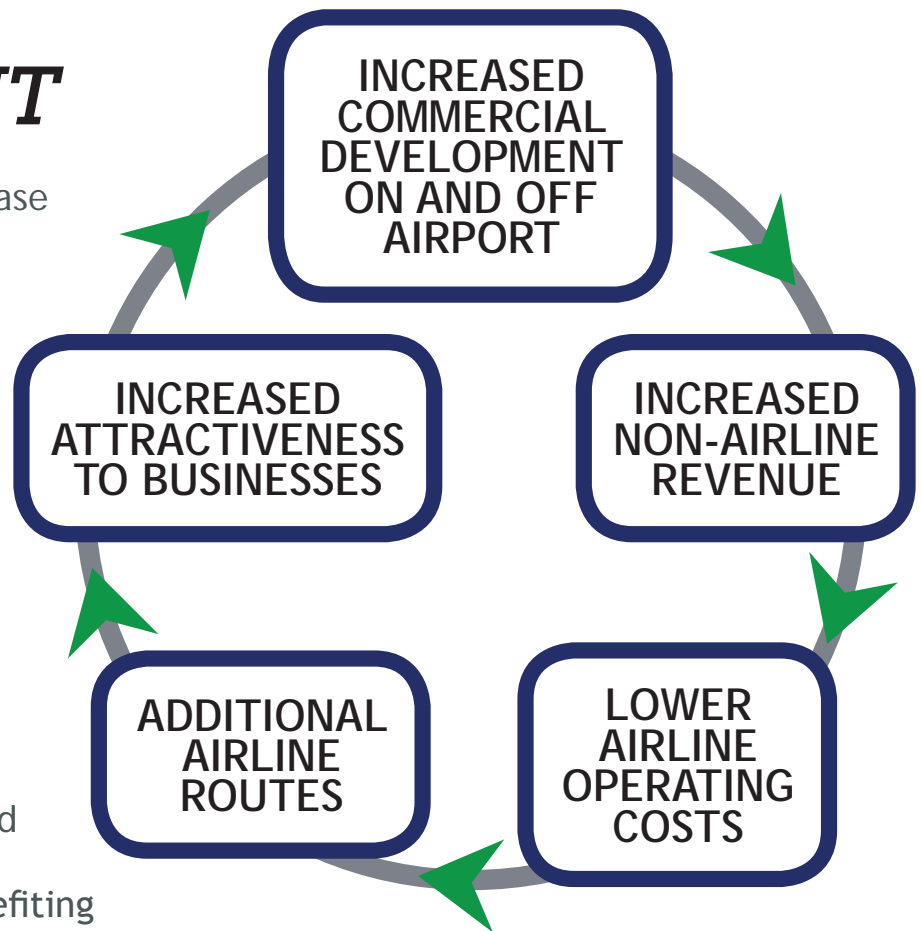 INCREASED
COMMERCIAL
DEVELOPMENT
ON AND OFF
AIRPORT
INCREASED
NON-AIRLINE
REVENUE
LOWER
AIRLINE
OPERATING
COSTS
ADDITIONAL
AIRLINE
ROUTES
INCREASED
ATTRACTIVENESS
TO BUSINESSES